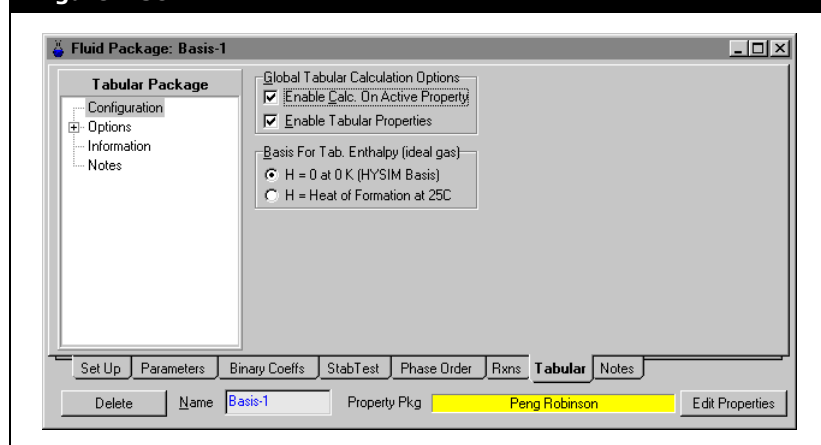 Fluid Package: Basis-1
Tabular Package
Configuration
Options
Information
Notes
Global Tabular Calculation Options
Enable Calc. On Active Property
Enable Tabular Properties
Basis For Tab. Enthalpy (ideal gas)
H = 0 at 0 K (HYSIM Basis)
H = Heat of Formation at 25C
Set Up Parameters Binary Coeffs StabTest Phase Order Rxns Tabular Notes
Delete Name Basis-1 Property Pkg Peng Robinson Edit Properties